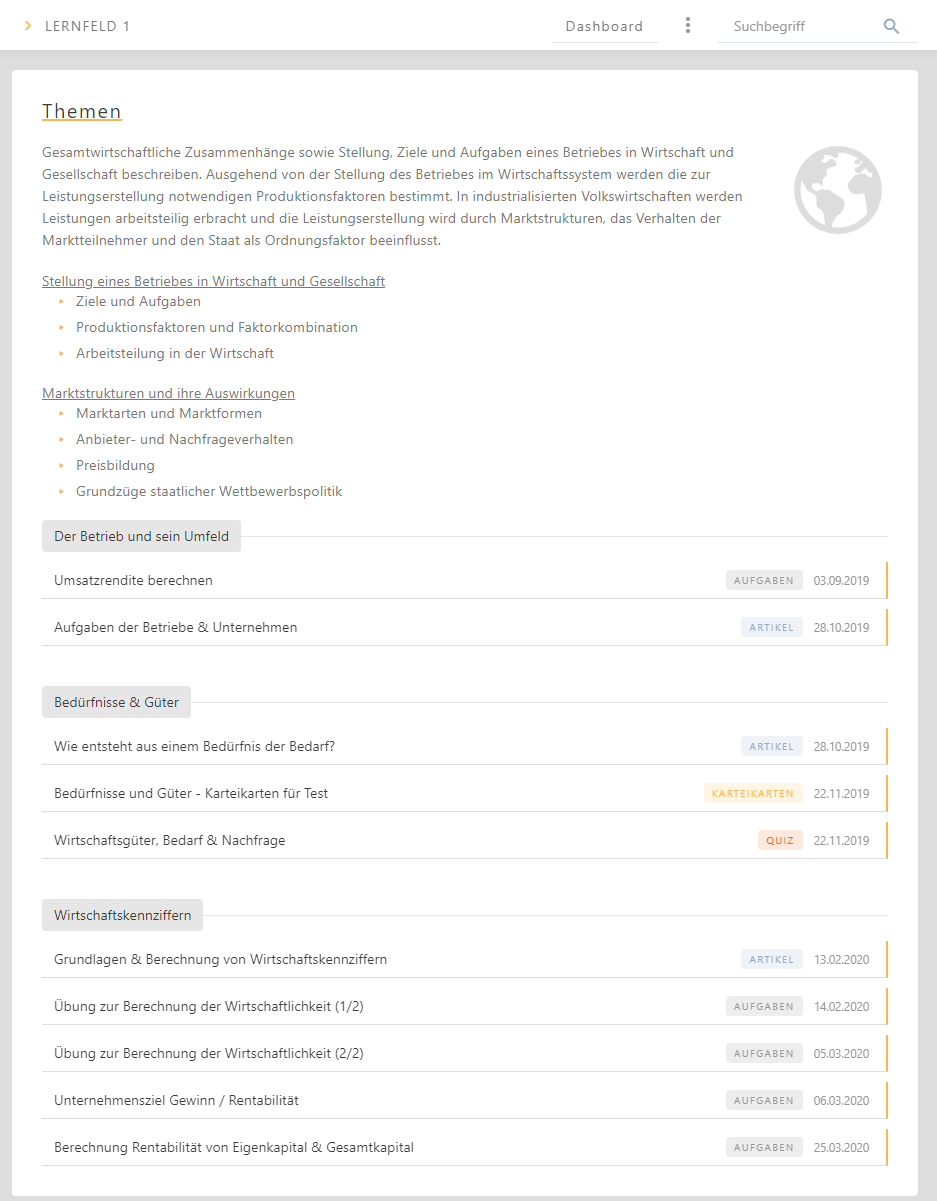 LERNFELD 1
Dashboard
Suchbegriff
Themen
Gesamtwirtschaftliche Zusammenhänge sowie Stellung, Ziele und Aufgaben eines Betriebes in Wirtschaft und
Gesellschaft beschreiben. Ausgehend von der Stellung des Betriebes im Wirtschaftssystem werden die zur
Leistungserstellung notwendigen Produktionsfaktoren bestimmt. In industrialisierten Volkswirtschaften werden
Leistungen arbeitsteilig erbracht und die Leistungserstellung wird durch Marktstrukturen, das Verhalten der
Marktteilnehmer und den Staat als Ordnungsfaktor beeinflusst.
Stellung eines Betriebes in Wirtschaft und Gesellschaft
Ziele und Aufgaben
Produktionsfaktoren und Faktorkombination
Arbeitsteilung in der Wirtschaft
Marktstrukturen und ihre Auswirkungen
Marktarten und Marktformen
Anbieter- und Nachfrageverhalten
Preisbildung
Grundzüge staatlicher Wettbewerbspolitik
Der Betrieb und sein Umfeld
Umsatzrendite berechnen AUFGABEN 03.09.2019
Aufgaben der Betriebe & Unternehmen ARTIKEL 28.10.2019
Bedürfnisse & Güter
Wie entsteht aus einem Bedürfnis der Bedarf? ARTIKEL 28.10.2019
Bedürfnisse und Güter - Karteikarten für Test KARTEIKARTEN 22.11.2019
Wirtschaftsgüter, Bedarf & Nachfrage QUIZ 22.11.2019
Wirtschaftskennziffern
Grundlagen & Berechnung von Wirtschaftskennziffern ARTIKEL 13.02.2020
Übung zur Berechnung der Wirtschaftlichkeit (1/2) AUFGABEN 14.02.2020
Übung zur Berechnung der Wirtschaftlichkeit (2/2) AUFGABEN 05.03.2020
Unternehmensziel Gewinn / Rentabilität AUFGABEN 06.03.2020
Berechnung Rentabilität von Eigenkapital & Gesamtkapital AUFGABEN 25.03.2020